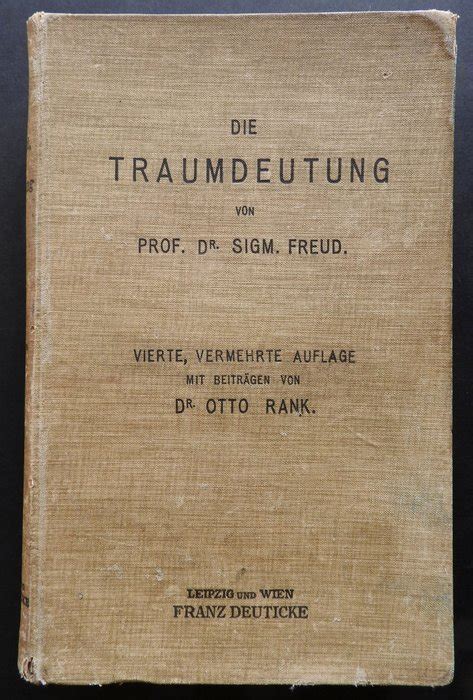 DIE
TRAUMDEUTUNG
VON
PROF. DR. SIGM. FREUD.
VIERTE, VERMEHRTE AUFLAGE
MIT BEITRÄGEN VON
DR. OTTO RANK.
LEIPZIG UND WIEN
FRANZ DEUTICKE